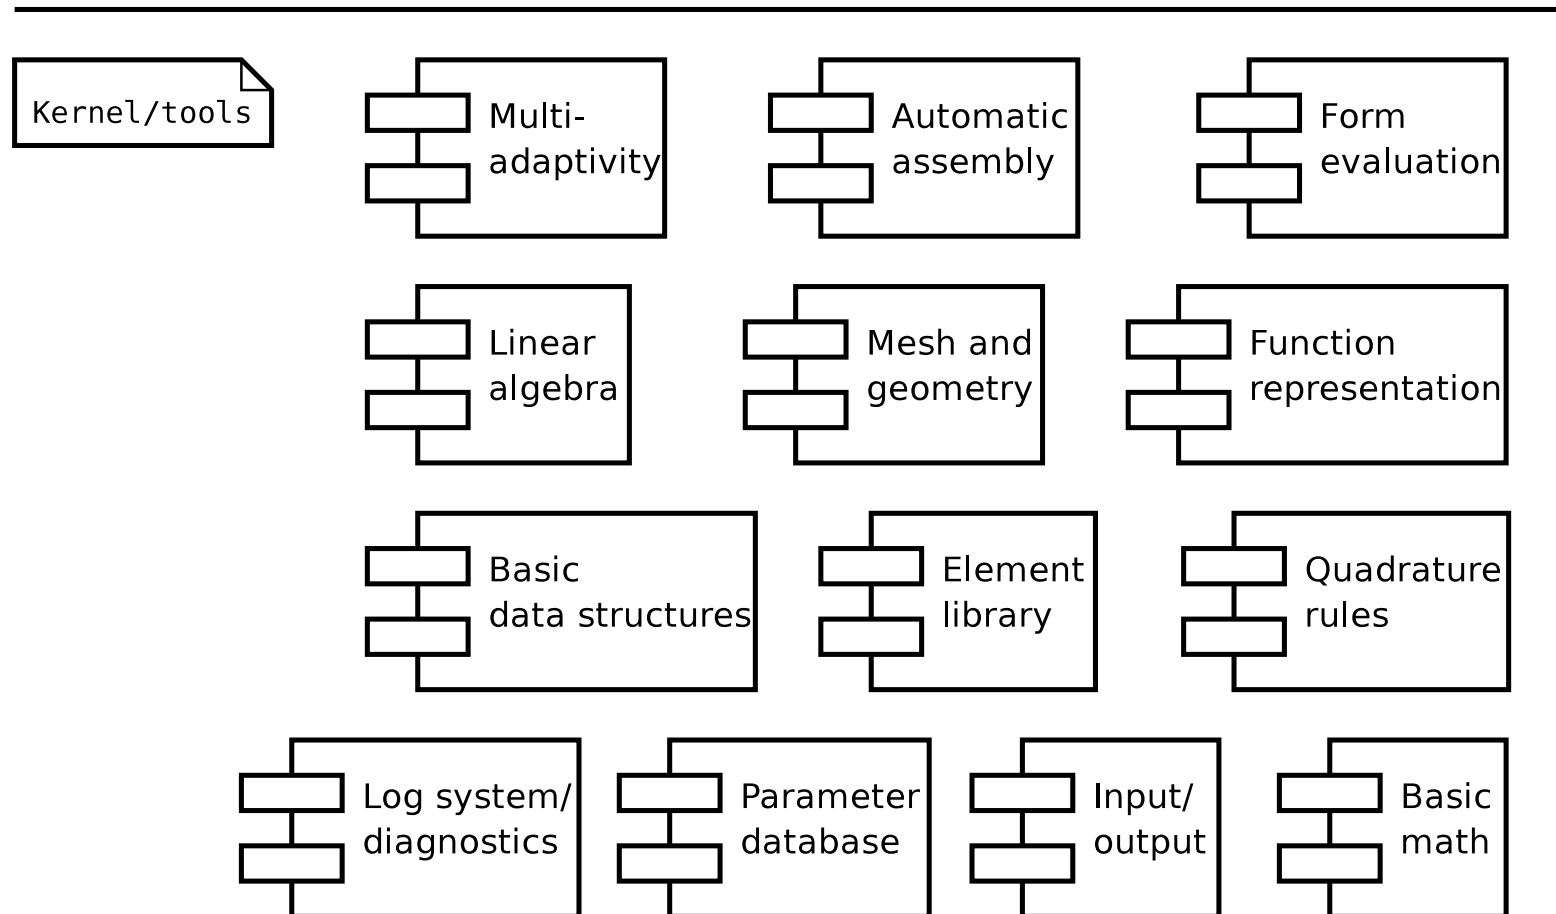 Kernel/tools
Multi-
adaptivity
Automatic
assembly
Form
evaluation
Linear
algebra
Mesh and
geometry
Function
representation
Basic
data structures
Element
library
Quadrature
rules
Log system/
diagnostics
Parameter
database
Input/
output
Basic
math